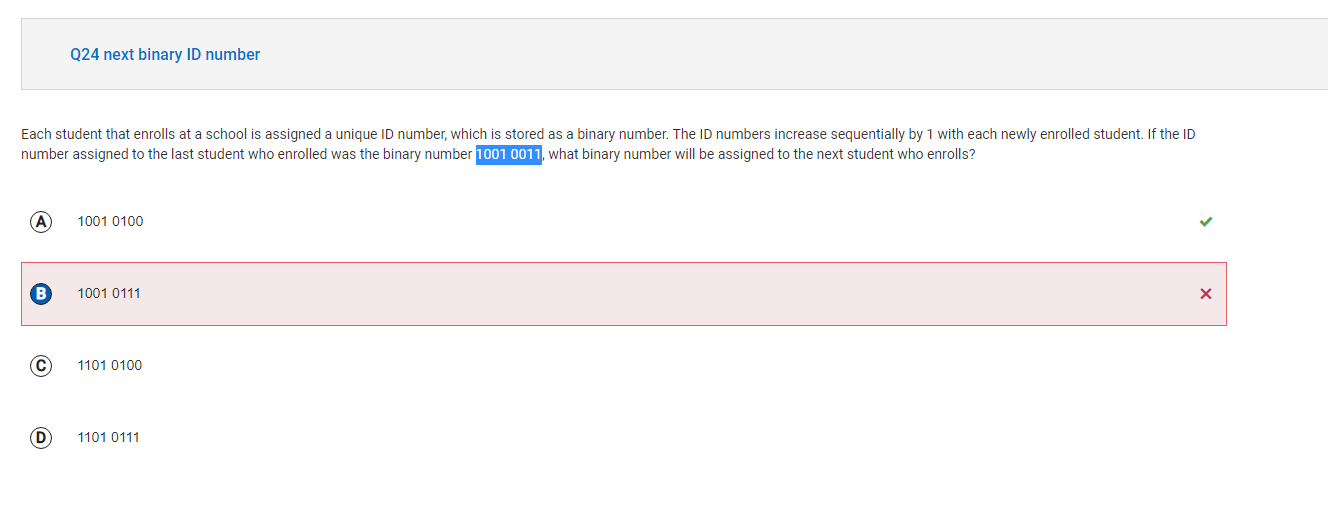 Q24 next binary ID number
Each student that enrolls at a school is assigned a unique ID number, which is stored as a binary number. The ID numbers increase sequentially by 1 with each newly enrolled student. If the ID
number assigned to the last student who enrolled was the binary number 1001 0011, what binary number will be assigned to the next student who enrolls?
A 1001 0100
B 1001 0111
C 1101 0100
D 1101 0111